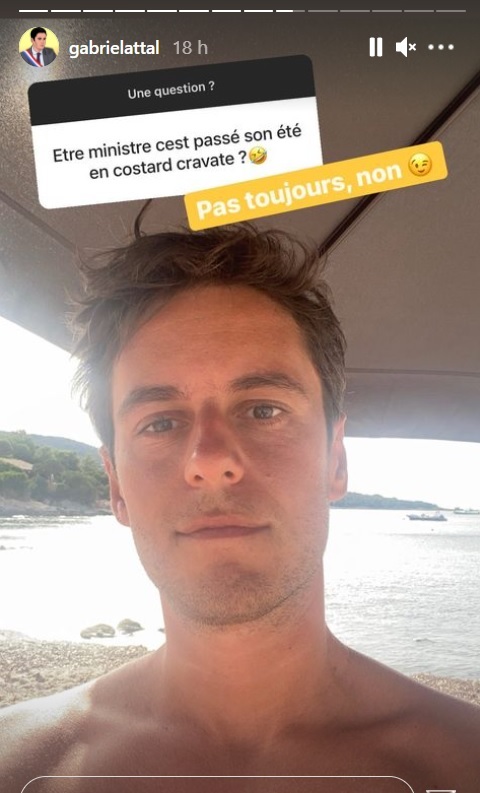 gabrielattal 18 h
Une question ?
Etre ministre cest passé son été
en costard cravate ?🤣
Pas toujours, non 😉